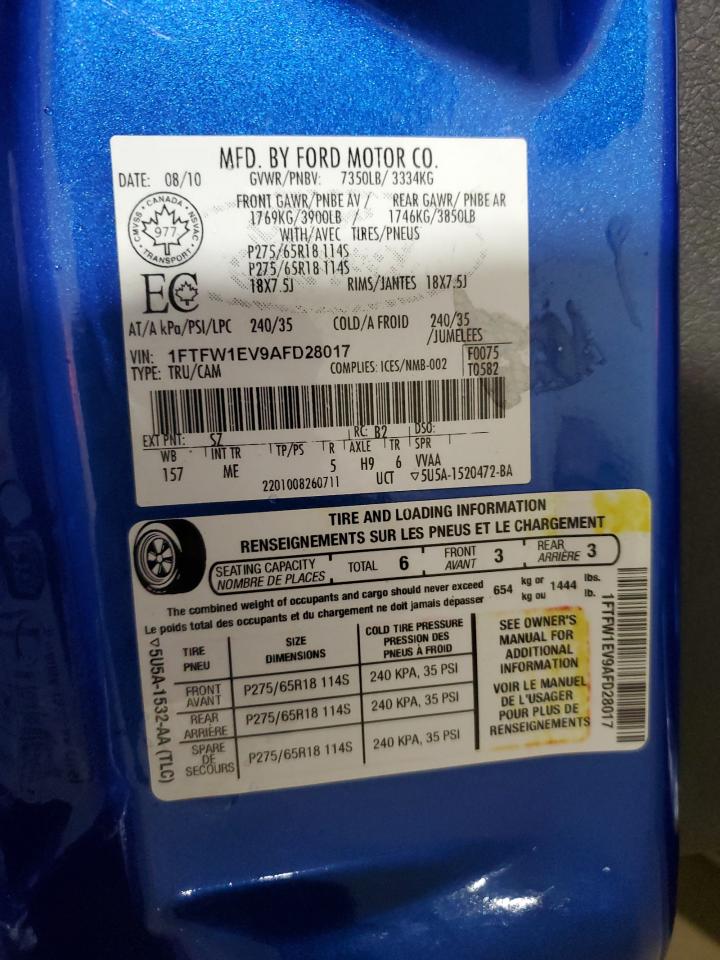 MFD. BY FORD MOTOR CO.
DATE: 08/10 GVWR/PNBV: 7350LB/ 3334KG
FRONT GAWR/PNBE AV / REAR GAWR/ PNBE AR
1769KG/3900LB / 1746KG/3850LB
WITH/AVEC TIRES/PNEUS
P275/65R18 114S
P275/65R18 114S
18X7.5J RIMS/JANTES 18X7.5J
CANADA
CMVSS 977 NSVAC
TRANSPORT
EC
AT/A kPa/PSI/LPC 240/35 COLD/A FROID 240/35
/JUMELEES
VIN: 1FTFW1EV9AFD28017 F0075
TYPE: TRU/CAM COMPLIES: ICES/NMB-002 T0582
EXT PNT: SZ RC: B2 DSO:
WB INT TR TP/PS R AXLE TR SPR
157 ME 5 H9 6 VVAA
2201008260711 UCT ▽5U5A-1520472-BA
TIRE AND LOADING INFORMATION
RENSEIGNEMENTS SUR LES PNEUS ET LE CHARGEMENT
SEATING CAPACITY TOTAL 6 FRONT 3 REAR 3
NOMBRE DE PLACES AVANT ARRIÈRE
The combined weight of occupants and cargo should never exceed 654 kg or 1444 lbs.
Le poids total des occupants et du chargement ne doit jamais dépasser kg ou lb.
TIRE SIZE COLD TIRE PRESSURE
PNEU DIMENSIONS PRESSION DES
PNEUS À FROID
FRONT
AVANT P275/65R18 114S 240 KPA, 35 PSI
REAR
ARRIÈRE P275/65R18 114S 240 KPA, 35 PSI
SPARE
DE
SECOURS P275/65R18 114S 240 KPA, 35 PSI
SEE OWNER'S
MANUAL FOR
ADDITIONAL
INFORMATION
VOIR LE MANUEL
DE L'USAGER
POUR PLUS DE
RENSEIGNEMENTS
▽5U5A-1532-AA (TLC)
1FTFW1EV9AFD28017